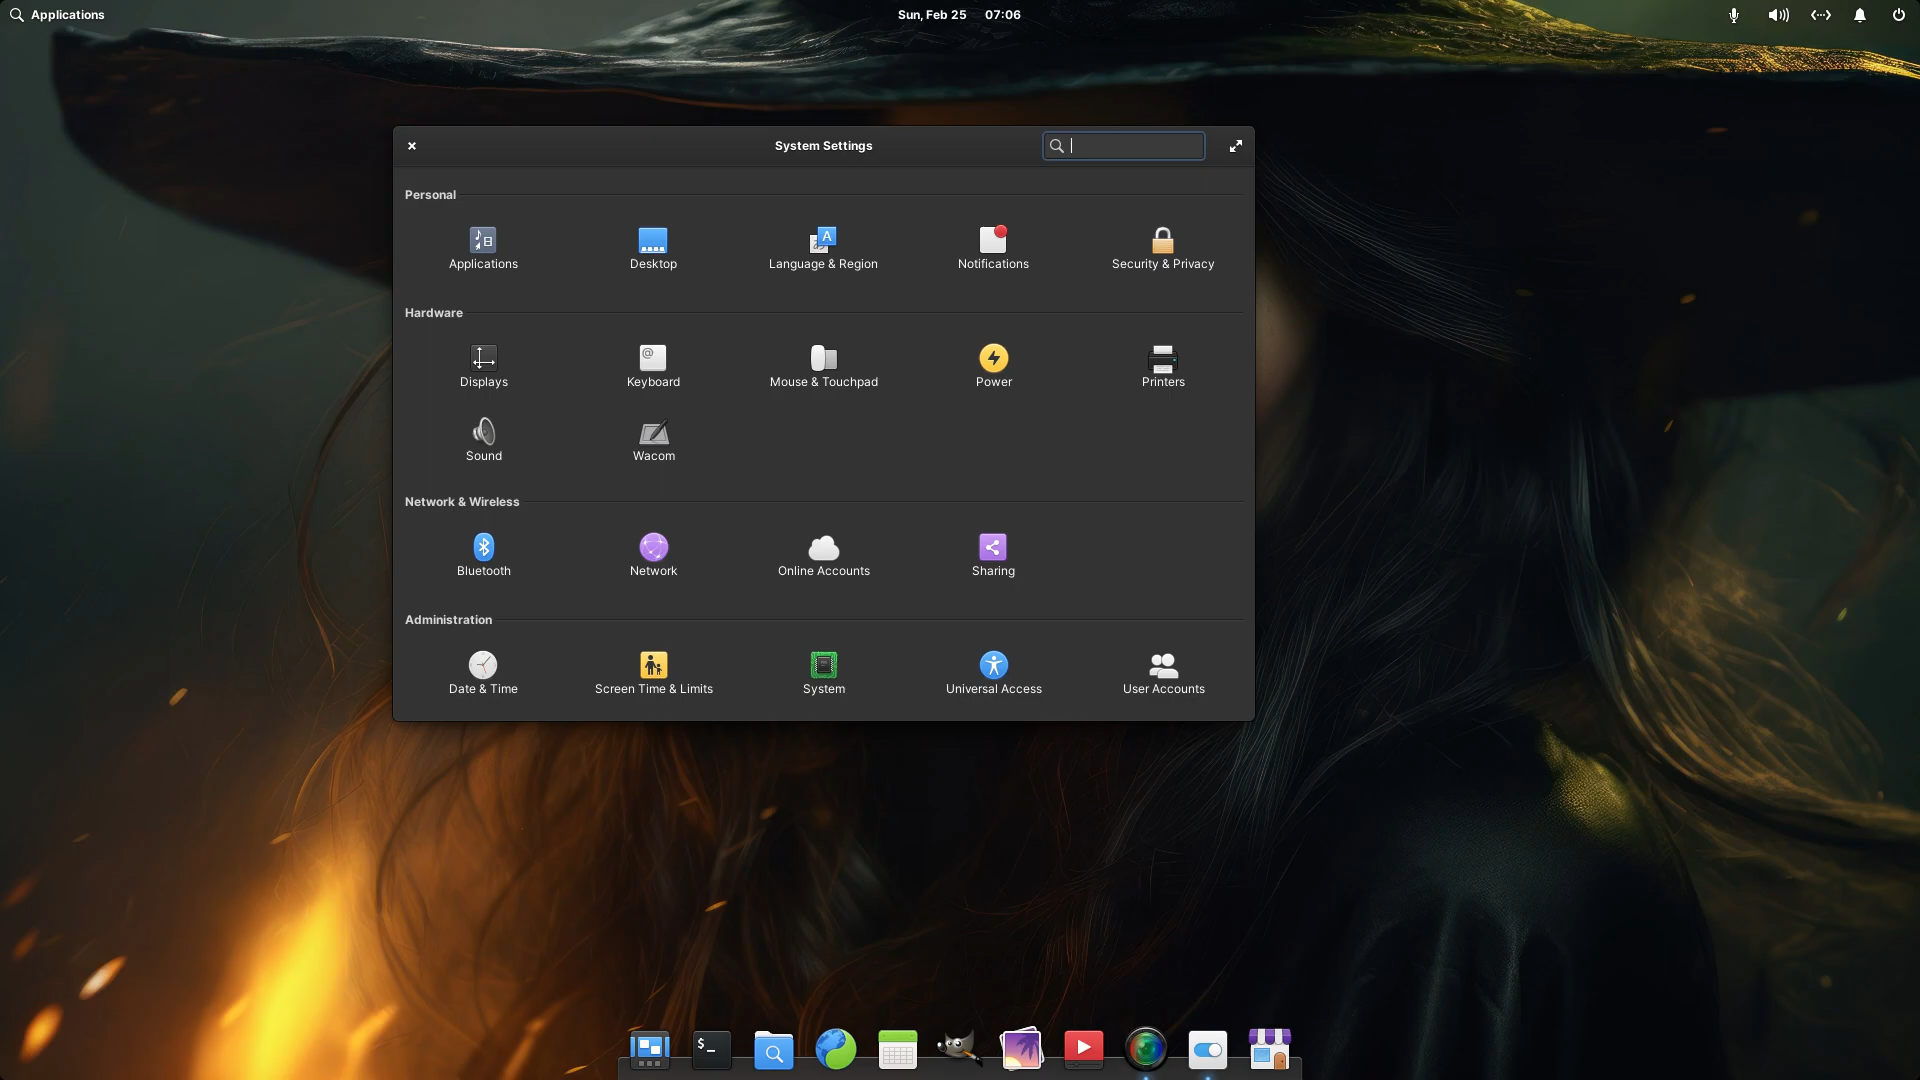 Applications
Sun, Feb 25 07:06
System Settings
Personal
Applications
Desktop
Language & Region
Notifications
Security & Privacy
Hardware
Displays
Keyboard
Mouse & Touchpad
Power
Printers
Sound
Wacom
Network & Wireless
Bluetooth
Network
Online Accounts
Sharing
Administration
Date & Time
Screen Time & Limits
System
Universal Access
User Accounts